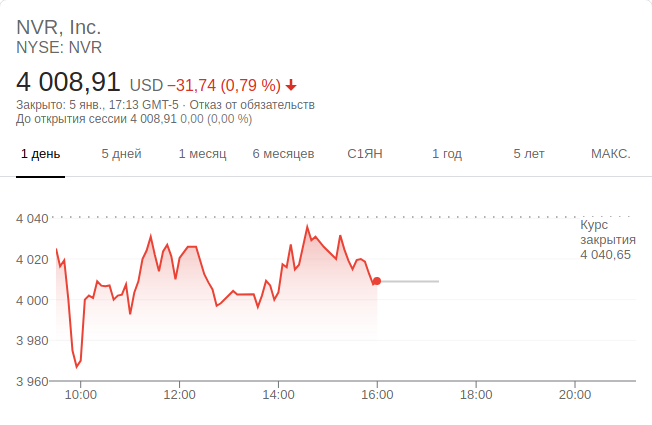 NVR, Inc.
NYSE: NVR
4 008,91 USD −31,74 (0,79 %)
Закрыто: 5 янв., 17:13 GMT-5 · Отказ от обязательств
До открытия сессии 4 008,91 0,00 (0,00 %)
1 день 5 дней 1 месяц 6 месяцев С1ЯН 1 год 5 лет МАКС.
4 040
Курс
закрытия
4 040,65
4 020
4 000
3 980
3 960
10:00 12:00 14:00 16:00 18:00 20:00